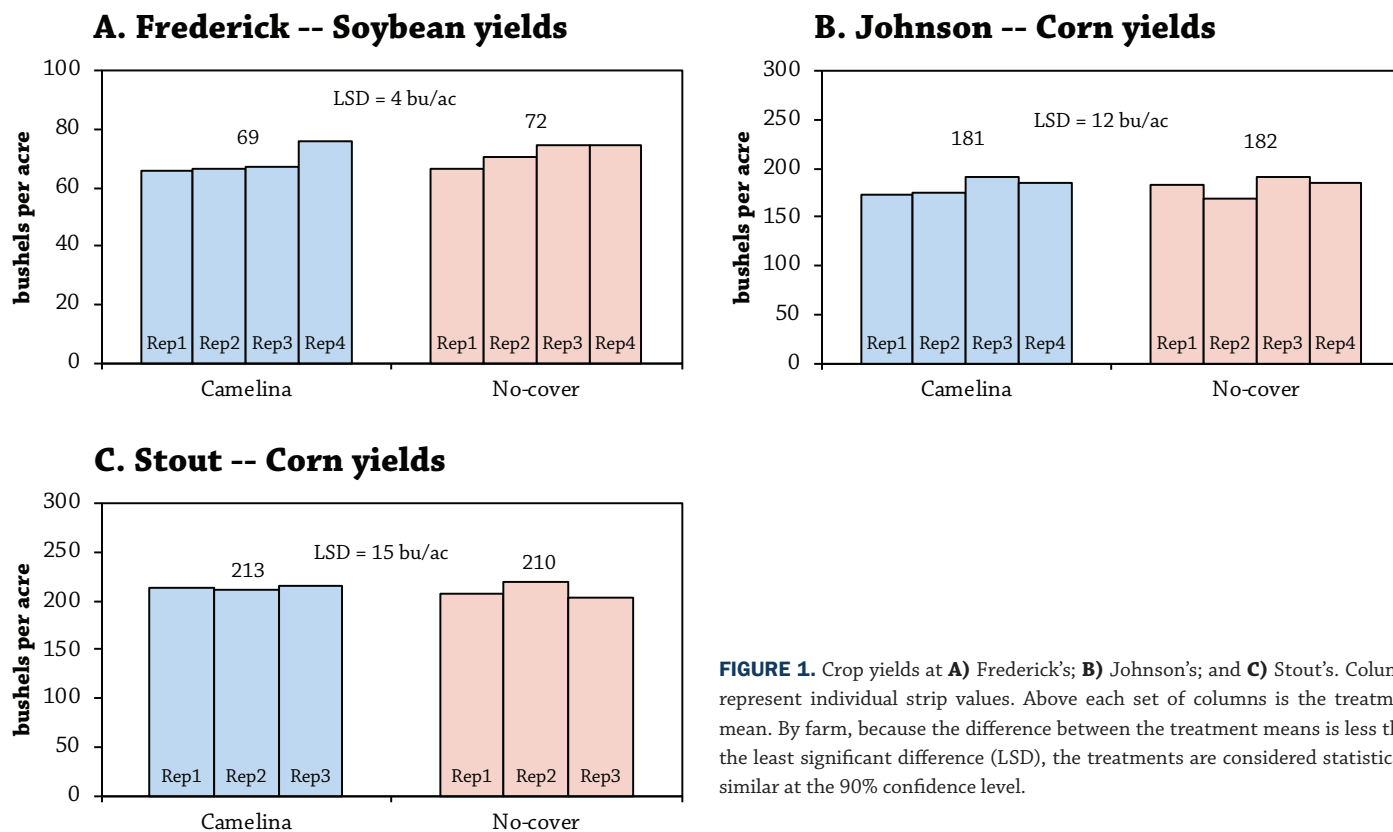 A. Frederick -- Soybean yields
100
80
60
40
20
0
bushels per acre
LSD = 4 bu/ac
69
72
Rep1 Rep2 Rep3 Rep4
Rep1 Rep2 Rep3 Rep4
Camelina
No-cover
B. Johnson -- Corn yields
300
250
200
150
100
50
0
bushels per acre
LSD = 12 bu/ac
181
182
Rep1 Rep2 Rep3 Rep4
Rep1 Rep2 Rep3 Rep4
Camelina
No-cover
C. Stout -- Corn yields
300
250
200
150
100
50
0
bushels per acre
LSD = 15 bu/ac
213
210
Rep1 Rep2 Rep3
Rep1 Rep2 Rep3
Camelina
No-cover
FIGURE 1. Crop yields at A) Frederick's; B) Johnson's; and C) Stout's.
represent individual strip values. Above each set of columns is the
mean. By farm, because the difference between the treatment means is less
the least significant difference (LSD), the treatments are considered
similar at the 90% confidence level.